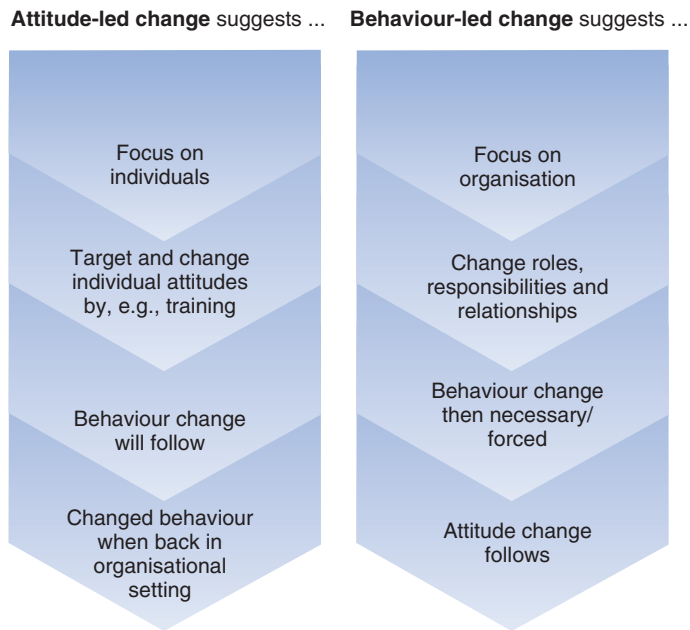 Attitude-led change suggests ...
Focus on
individuals
Target and change
individual attitudes
by, e.g., training
Behaviour change
will follow
Changed behaviour
when back in
organisational
setting
Behaviour-led change suggests ...
Focus on
organisation
Change roles,
responsibilities and
relationships
Behaviour change
then necessary/
forced
Attitude change
follows